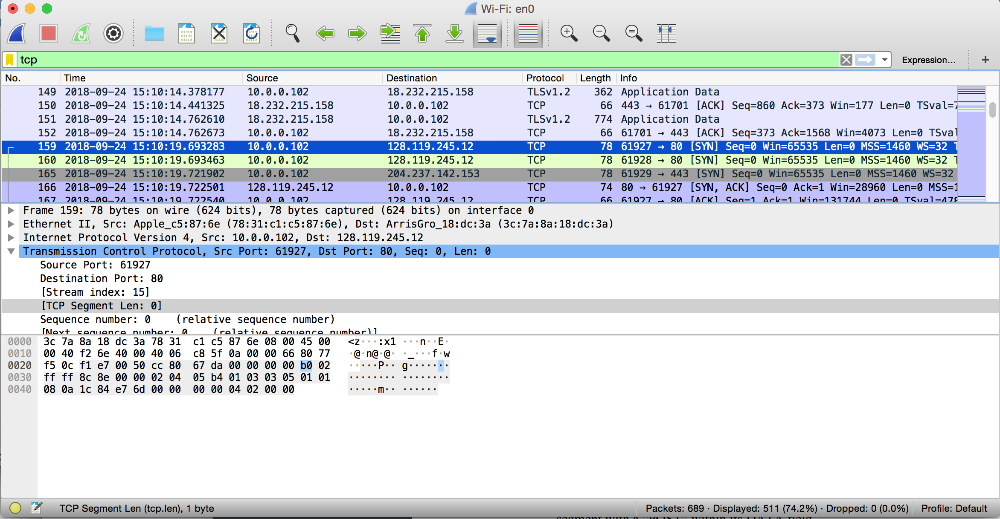 Wi-Fi: en0
tcp
Expression... +
No. Time Source Destination Protocol Length Info
149 2018-09-24 15:10:14.378177 10.0.0.102 18.232.215.158 TLSv1.2 362 Application Data
150 2018-09-24 15:10:14.441325 18.232.215.158 10.0.0.102 TCP 66 443 → 61701 [ACK] Seq=860 Ack=373 Win=177 Len=0 TSval=7
151 2018-09-24 15:10:14.762610 18.232.215.158 10.0.0.102 TLSv1.2 774 Application Data
152 2018-09-24 15:10:14.762673 10.0.0.102 18.232.215.158 TCP 66 61701 → 443 [ACK] Seq=373 Ack=1568 Win=4073 Len=0 TSval
159 2018-09-24 15:10:19.693283 10.0.0.102 128.119.245.12 TCP 78 61927 → 80 [SYN] Seq=0 Win=65535 Len=0 MSS=1460 WS=32 T
160 2018-09-24 15:10:19.693463 10.0.0.102 128.119.245.12 TCP 78 61928 → 80 [SYN] Seq=0 Win=65535 Len=0 MSS=1460 WS=32 T
165 2018-09-24 15:10:19.721902 10.0.0.102 204.237.142.153 TCP 78 61929 → 443 [SYN] Seq=0 Win=65535 Len=0 MSS=1460 WS=32
166 2018-09-24 15:10:19.722501 128.119.245.12 10.0.0.102 TCP 74 80 → 61927 [SYN, ACK] Seq=0 Ack=1 Win=28960 Len=0 MSS=1
167 2018-09-24 15:10:19.722540 10.0.0.102 128.119.245.12 TCP 66 61927 → 80 [ACK] Seq=1 Ack=1 Win=131744 Len=0 TSval=478
Frame 159: 78 bytes on wire (624 bits), 78 bytes captured (624 bits) on interface 0
Ethernet II, Src: Apple_c5:87:6e (78:31:c1:c5:87:6e), Dst: ArrisGro_18:dc:3a (3c:7a:8a:18:dc:3a)
Internet Protocol Version 4, Src: 10.0.0.102, Dst: 128.119.245.12
Transmission Control Protocol, Src Port: 61927, Dst Port: 80, Seq: 0, Len: 0
Source Port: 61927
Destination Port: 80
[Stream index: 15]
[TCP Segment Len: 0]
Sequence number: 0    (relative sequence number)
[Next sequence number: 0    (relative sequence number)]
0000 3c 7a 8a 18 dc 3a 78 31 c1 c5 87 6e 08 00 45 00 <z···:x1 ···n··E·
0010 00 40 f2 6e 40 00 40 06 c8 5f 0a 00 00 66 80 77 ·@·n@·@· ·_···f·w
0020 f5 0c f1 e7 00 50 cc 80 67 da 00 00 00 00 b0 02 ·····P·· g·······
0030 ff ff 8c 8e 00 00 02 04 05 b4 01 03 03 05 01 01 ········ ········
0040 08 0a 1c 84 e7 6d 00 00 00 00 04 02 00 00 ·····m·· ······
TCP Segment Len (tcp.len), 1 byte
Packets: 689 · Displayed: 511 (74.2%) · Dropped: 0 (0.0%)
Profile: Default